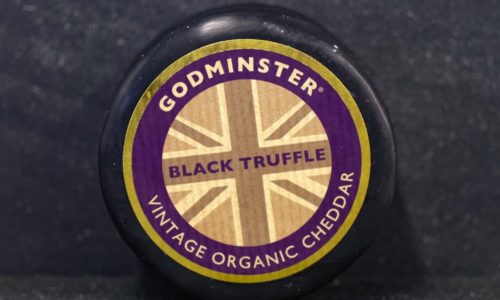 GODMINSTER®
BLACK TRUFFLE
VINTAGE ORGANIC CHEDDAR